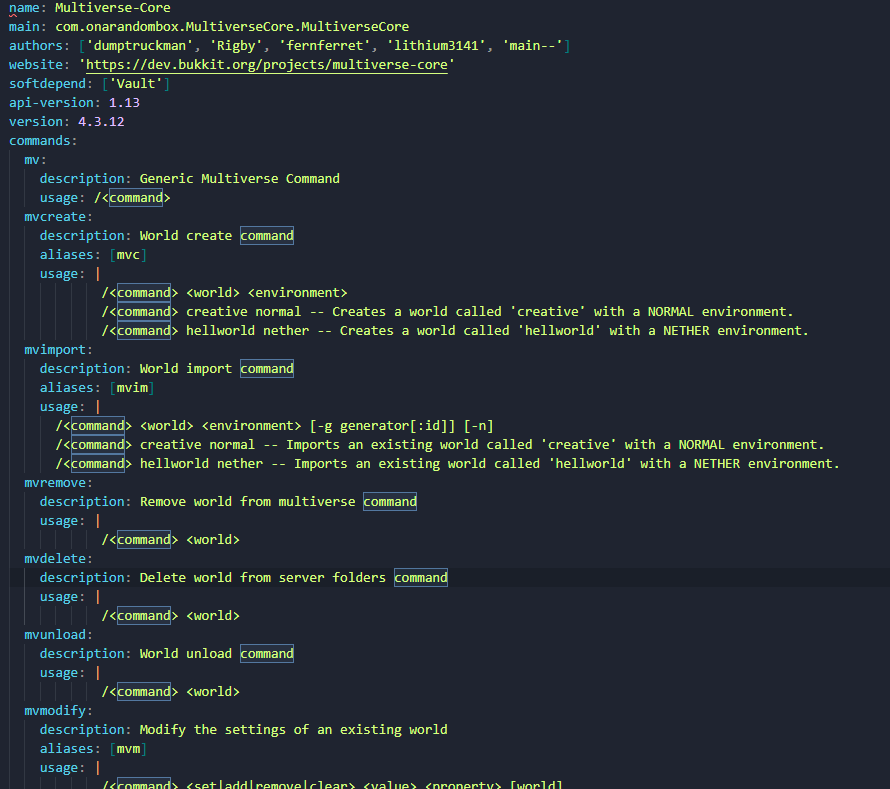 name: Multiverse-Core
main: com.onarandombox.MultiverseCore.MultiverseCore
authors: ['dumptruckman', 'Rigby', 'fernferret', 'lithium3141', 'main--']
website: 'https://dev.bukkit.org/projects/multiverse-core'
softdepend: ['Vault']
api-version: 1.13
version: 4.3.12
commands:
  mv:
    description: Generic Multiverse Command
    usage: /<command>
  mvcreate:
    description: World create command
    aliases: [mvc]
    usage: |
            /<command> <world> <environment>
            /<command> creative normal -- Creates a world called 'creative' with a NORMAL environment.
            /<command> hellworld nether -- Creates a world called 'hellworld' with a NETHER environment.
  mvimport:
    description: World import command
    aliases: [mvim]
    usage: |
      /<command> <world> <environment> [-g generator[:id]] [-n]
      /<command> creative normal -- Imports an existing world called 'creative' with a NORMAL environment.
      /<command> hellworld nether -- Imports an existing world called 'hellworld' with a NETHER environment.
  mvremove:
    description: Remove world from multiverse command
    usage: |
            /<command> <world>
  mvdelete:
    description: Delete world from server folders command
    usage: |
            /<command> <world>
  mvunload:
    description: World unload command
    usage: |
            /<command> <world>
  mvmodify:
    description: Modify the settings of an existing world
    aliases: [mvm]
    usage: |
            /<command> <set|add|remove|clear> <value> <property> [world]